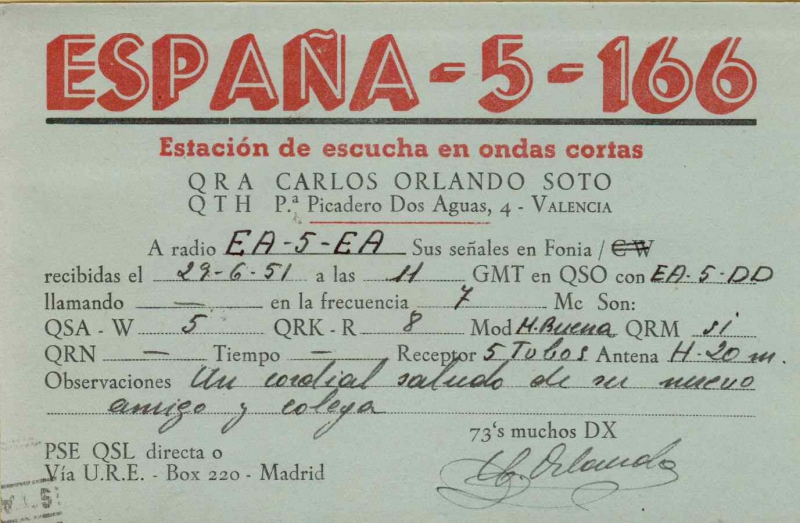 ESPAÑA-5-166
Estación de escucha en ondas cortas
QRA CARLOS ORLANDO SOTO
QTH P.ª Picadero Dos Aguas, 4 - VALENCIA
A radio EA-5-EA Sus señales en Fonia / CW
recibidas el 29-6-51 a las 11 GMT en QSO con EA-5-DD
llamando — en la frecuencia 7 Mc Son:
QSA - W 5 QRK - R 8 Mod M.Buena QRM si
QRN — Tiempo — Receptor 5 Tubos Antena H-20 m.
Observaciones Un cordial saludo de su nuevo
amigo y colega
73's muchos DX
PSE QSL directa o
Vía U.R.E. - Box 220 - Madrid
Orlando